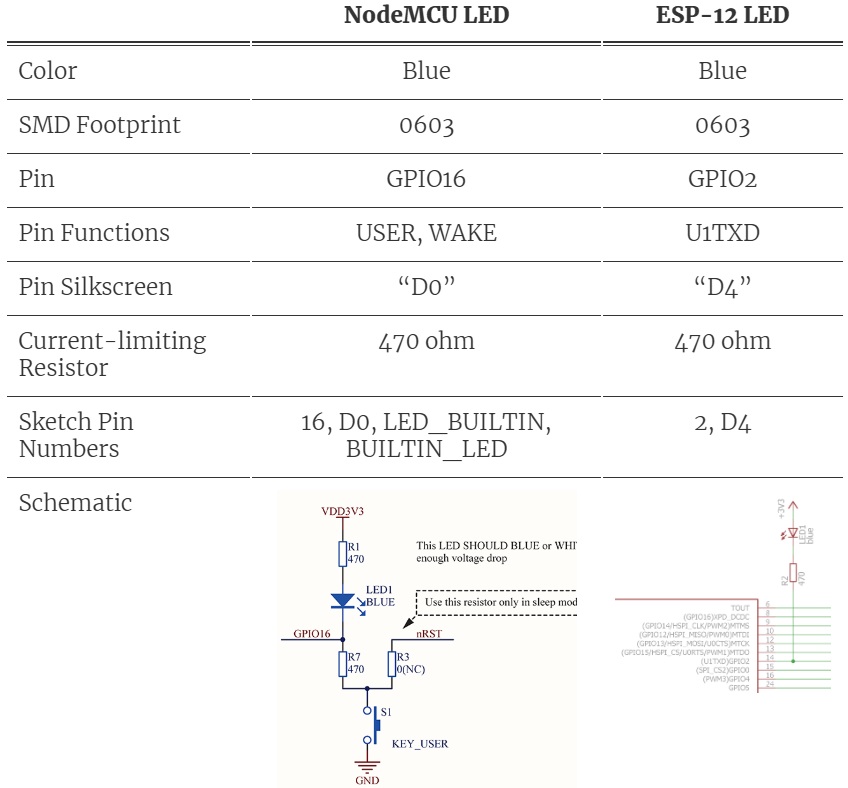 NodeMCU LED ESP-12 LED
Color Blue Blue
SMD Footprint 0603 0603
Pin GPIO16 GPIO2
Pin Functions USER, WAKE U1TXD
Pin Silkscreen “D0” “D4”
Current-limiting
Resistor 470 ohm 470 ohm
Sketch Pin
Numbers 16, D0, LED_BUILTIN,
BUILTIN_LED 2, D4
Schematic
VDD3V3
R1
470
This LED SHOULD BLUE or WHI
enough voltage drop
LED1
BLUE
Use this resistor only in sleep mod
GPIO16
nRST
R7
470
R3
0(NC)
S1
KEY_USER
GND
+3V3
LED1
blue
R2
470
TOUT 6
(GPIO16)XPD_DCDC 8
(GPIO14/HSPI_CLK/PWM2)MTMS 9
(GPIO12/HSPI_MISO/PWM0)MTDI 10
(GPIO13/HSPI_MOSI/U0CTS)MTCK 12
(GPIO15/HSPI_CS/U0RTS/PWM1)MTDO 13
(U1TXD)GPIO2 14
(SPI_CS2)GPIO0 15
(PWM3)GPIO4 16
GPIO5 24